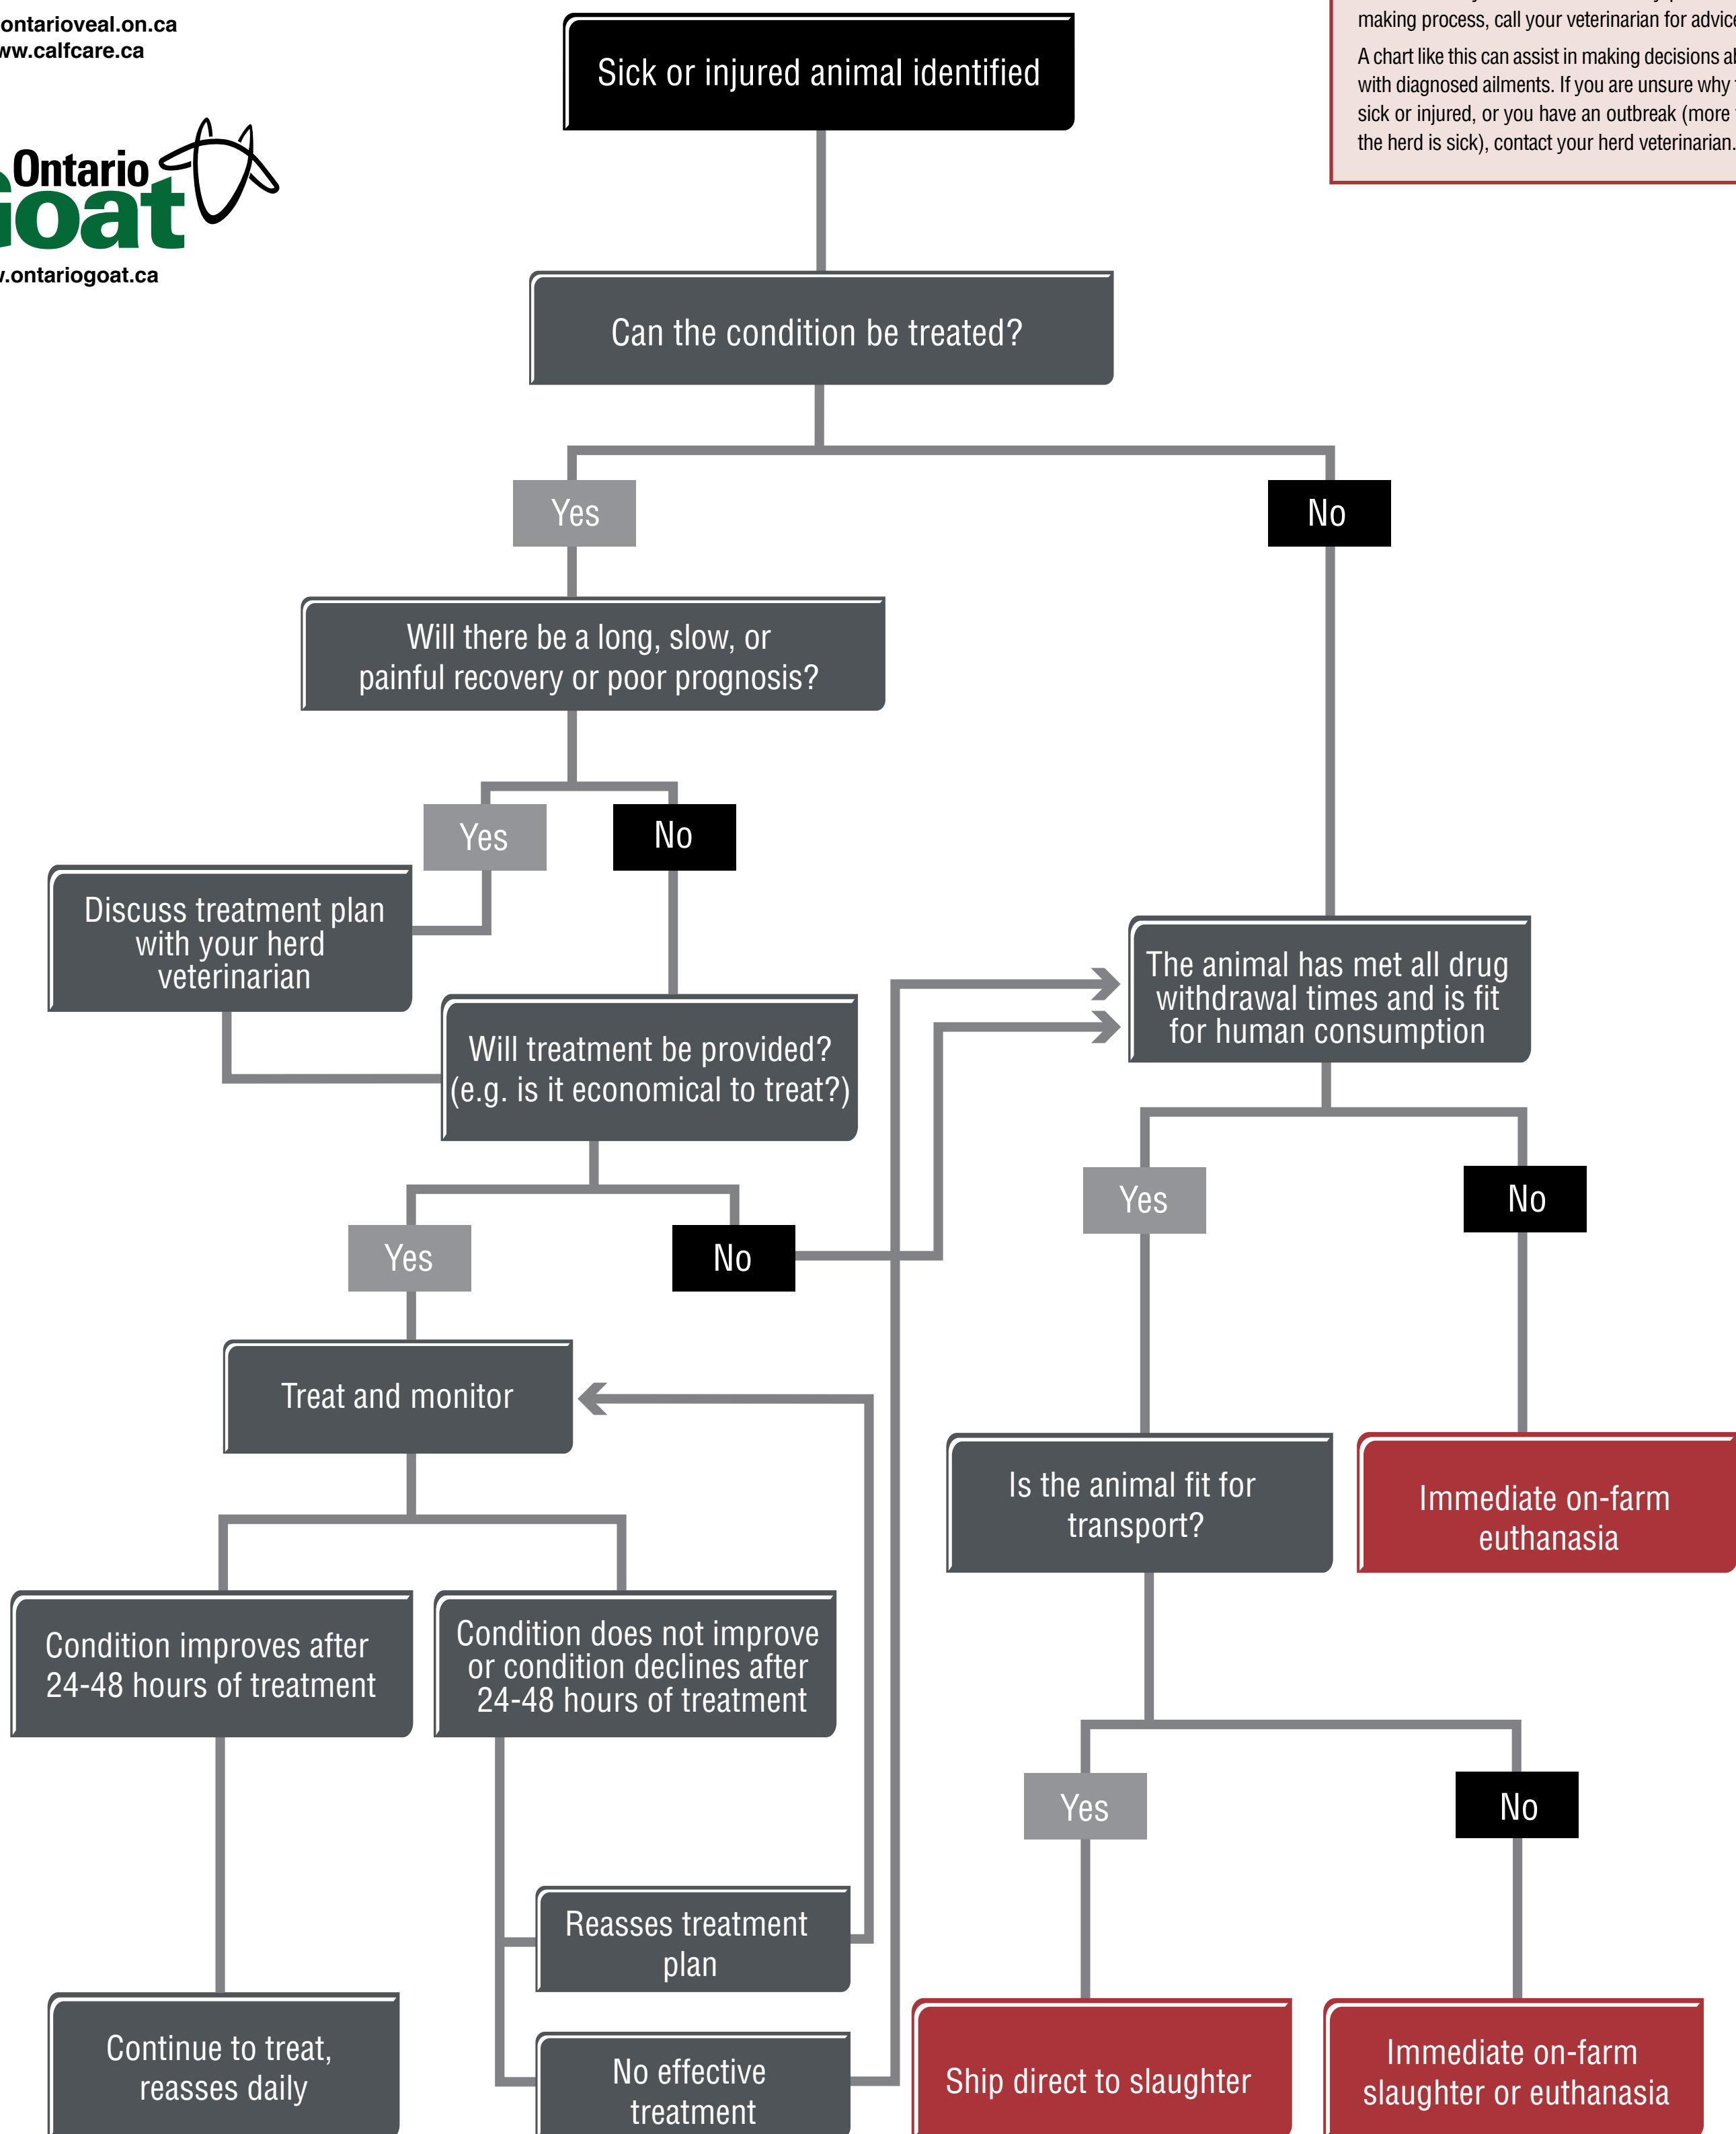 ontarioveal.on.ca
ww.calfcare.ca
Ontario
Goat
.ontariogoat.ca
making process, call your veterinarian for advice
A chart like this can assist in making decisions
with diagnosed ailments. If you are unsure why
sick or injured, or you have an outbreak (more
the herd is sick), contact your herd veterinarian.
Sick or injured animal identified
Can the condition be treated?
Yes
No
Will there be a long, slow, or
painful recovery or poor prognosis?
Yes
No
Discuss treatment plan
with your herd
veterinarian
The animal has met all drug
withdrawal times and is fit
for human consumption
Will treatment be provided?
(e.g. is it economical to treat?)
Yes
No
Yes
No
Treat and monitor
Is the animal fit for
transport?
Immediate on-farm
euthanasia
Condition improves after
24-48 hours of treatment
Condition does not improve
or condition declines after
24-48 hours of treatment
Yes
No
Reasses treatment
plan
Continue to treat,
reasses daily
No effective
treatment
Ship direct to slaughter
Immediate on-farm
slaughter or euthanasia